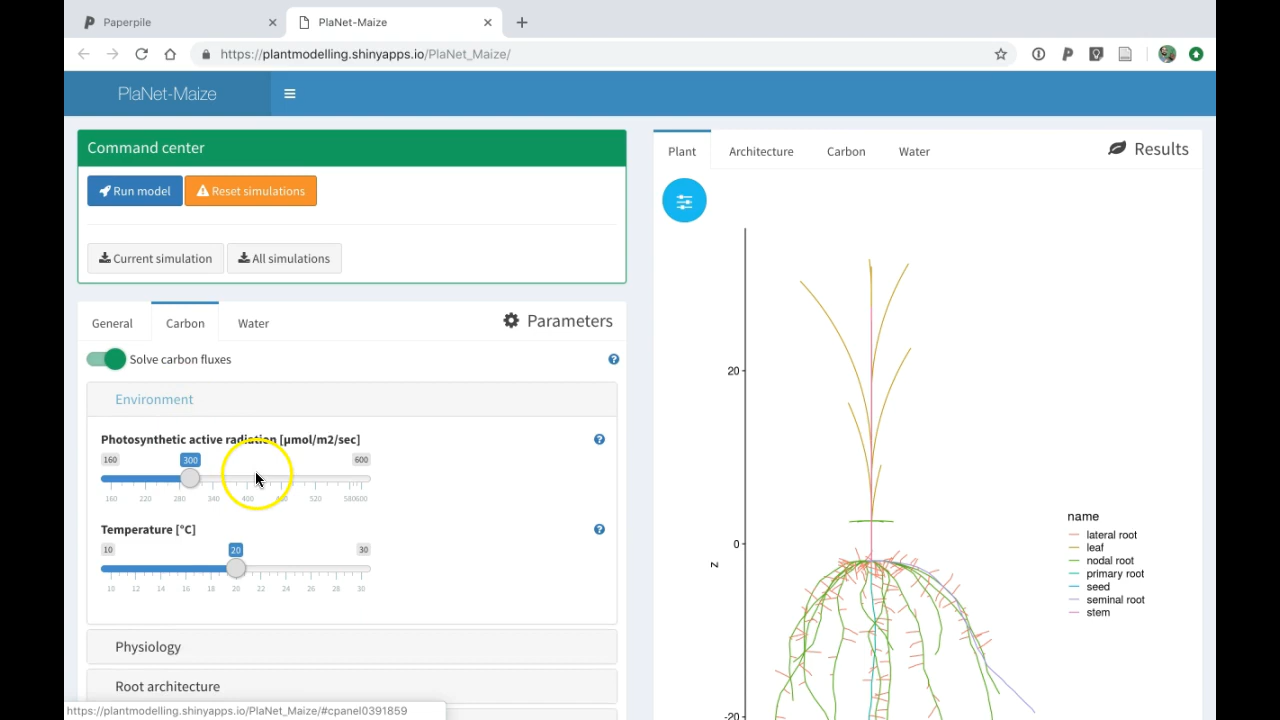 Paperpile
PlaNet-Maize
https://plantmodelling.shinyapps.io/PlaNet_Maize/
PlaNet-Maize
Command center
Run model
Reset simulations
Current simulation
All simulations
General
Carbon
Water
Parameters
Solve carbon fluxes
Environment
Photosynthetic active radiation [μmol/m2/sec]
160 300 600
160 220 280 340 400 520 580600
Temperature [°C]
10 20 30
10 12 14 16 18 20 22 24 26 28 30
Physiology
Root architecture
https://plantmodelling.shinyapps.io/PlaNet_Maize/#cpanel0391859
Plant
Architecture
Carbon
Water
Results
20
0
-20
z
name
lateral root
leaf
nodal root
primary root
seed
seminal root
stem